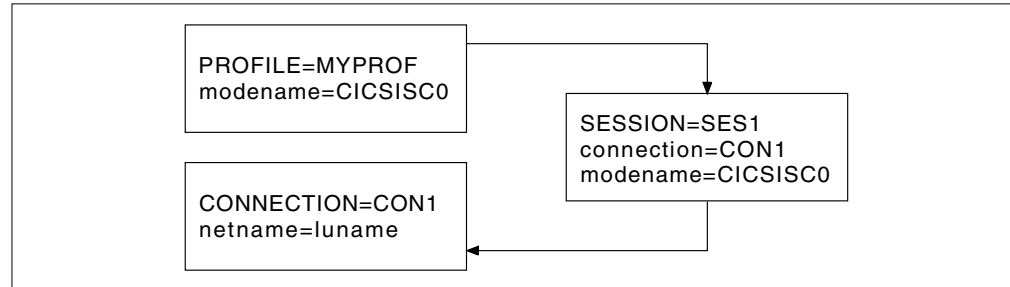 PROFILE=MYPROF
modename=CICSISC0
SESSION=SES1
connection=CON1
modename=CICSISC0
CONNECTION=CON1
netname=luname